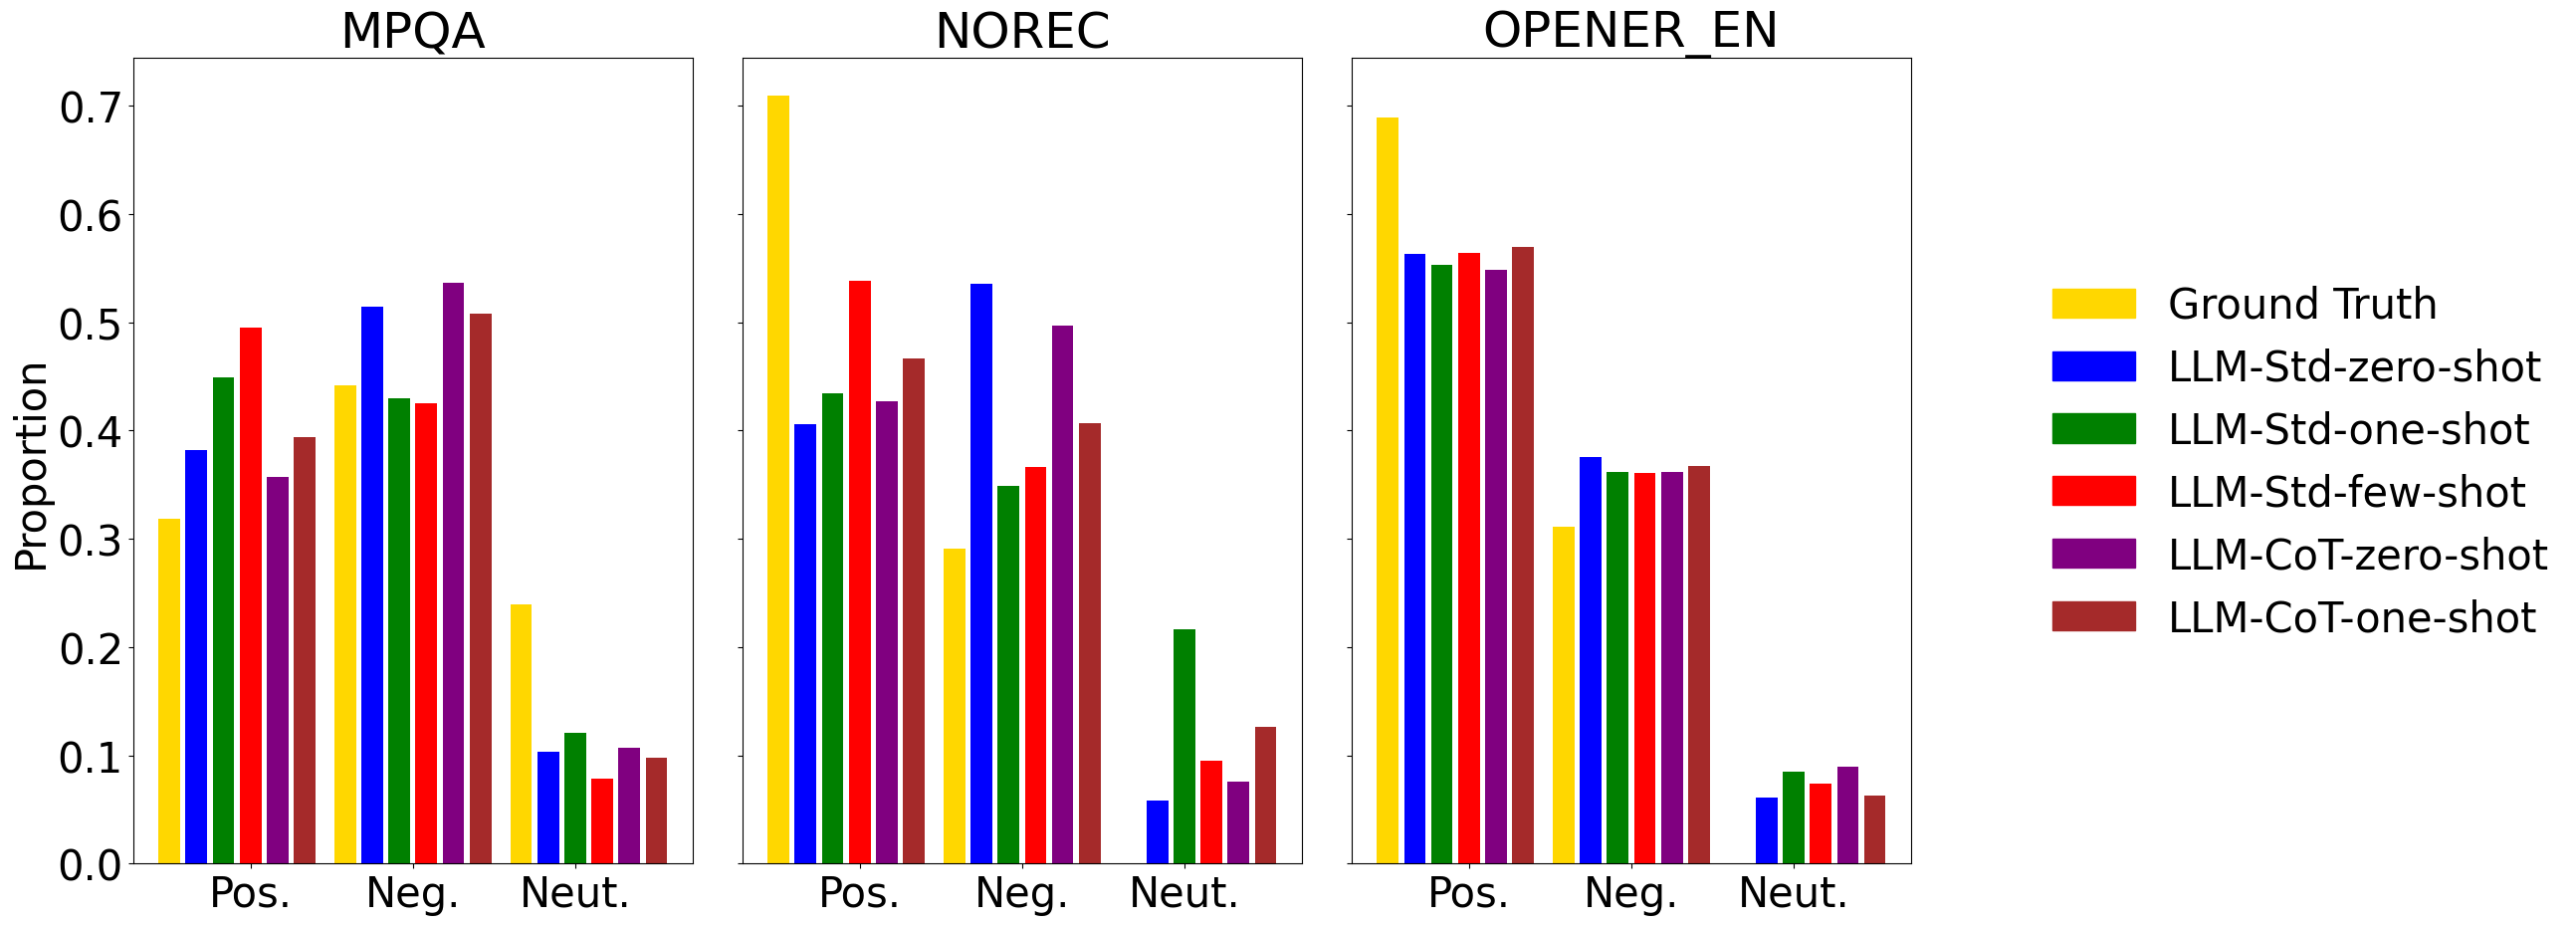 MPQA
NOREC
OPENER_EN
Proportion
0.7
0.6
0.5
0.4
0.3
0.2
0.1
0.0
Pos. Neg. Neut.
Pos. Neg. Neut.
Pos. Neg. Neut.
Ground Truth
LLM-Std-zero-shot
LLM-Std-one-shot
LLM-Std-few-shot
LLM-CoT-zero-shot
LLM-CoT-one-shot